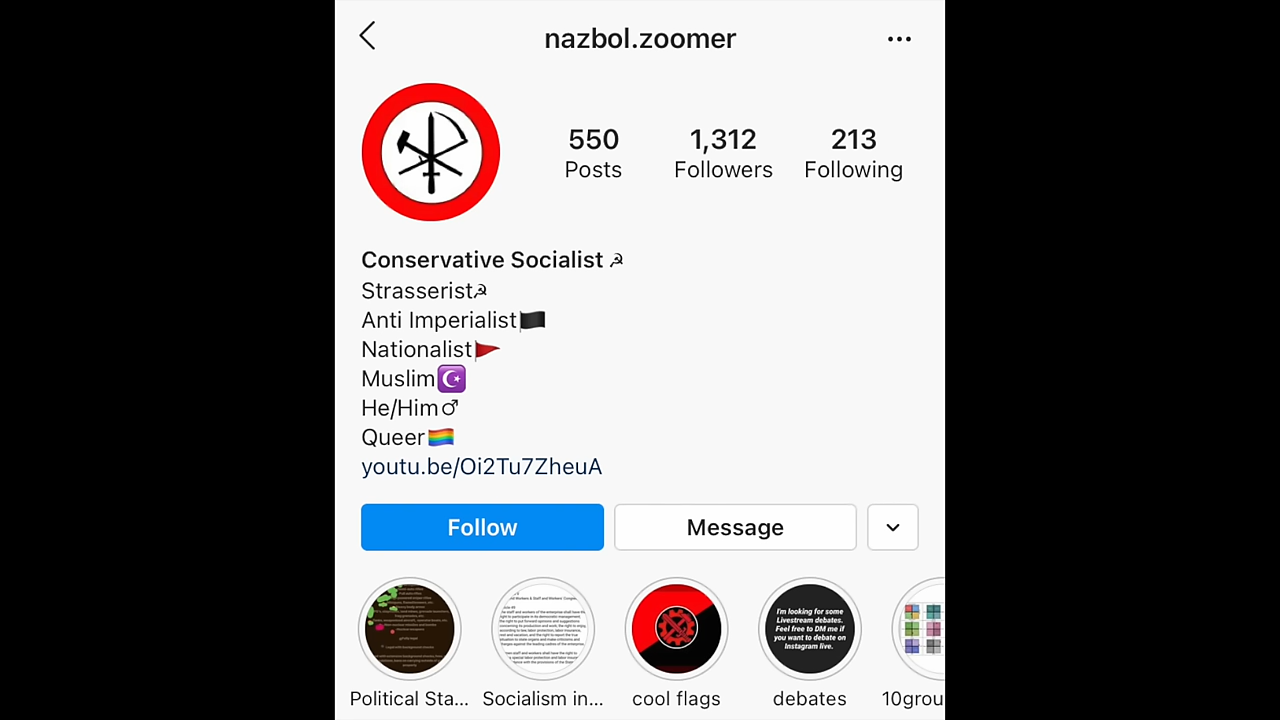 nazbol.zoomer
550 1,312 213
Posts Followers Following
Conservative Socialist ☭
Strasserist☭
Anti Imperialist🏴
Nationalist🚩
Muslim☪️
He/Him♂
Queer🏳️‍🌈
youtu.be/Oi2Tu7ZheuA
Follow Message
I'm looking for some
Livestream debates.
Feel free to DM me if
you want to debate on
Instagram live.
Political Sta... Socialism in... cool flags debates 10grou